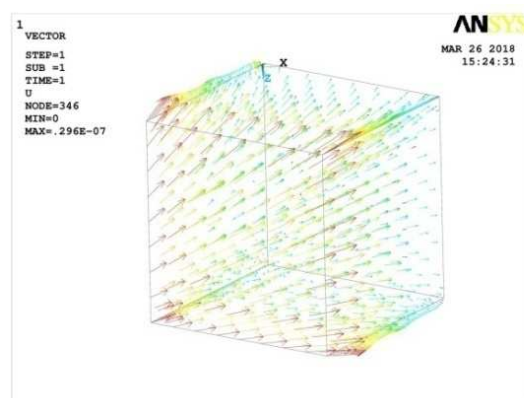 1
VECTOR
STEP=1
SUB =1
TIME=1
U
NODE=346
MIN=0
MAX=.296E-07
ANSYS
MAR 26 2018
15:24:31
X
Z